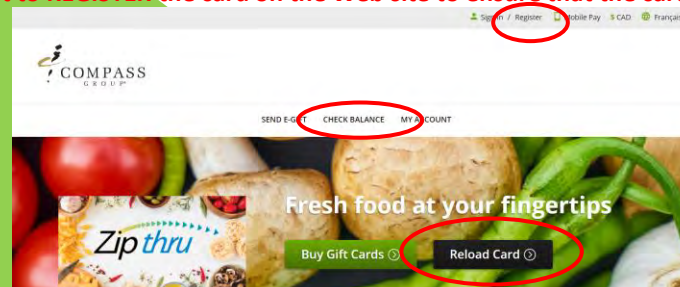 to REGISTER the card on the Web site to ensure that the card
Sign In / Register Mobile Pay $ CAD Français
COMPASS
GROUP
SEND E-GIFT CHECK BALANCE MY ACCOUNT
Fresh food at your fingertips
Zip thru
Buy Gift Cards Reload Card